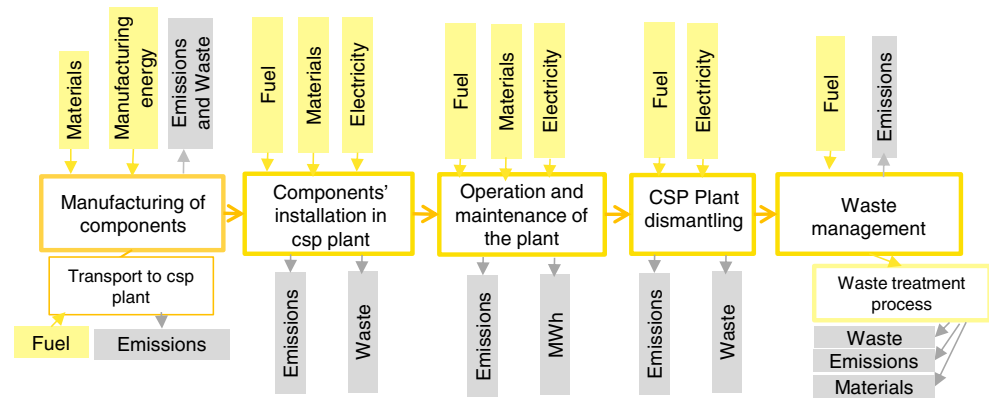 Materials
Manufacturing
energy
Emissions
and Waste
Fuel
Materials
Electricity
Fuel
Materials
Electricity
Fuel
Electricity
Fuel
Emissions
Manufacturing of
components
Components'
installation in
csp plant
Operation and
maintenance of
the plant
CSP Plant
dismantling
Waste
management
Transport to csp
plant
Fuel
Emissions
Emissions
Waste
Emissions
MWh
Emissions
Waste
Waste treatment
process
Waste
Emissions
Materials